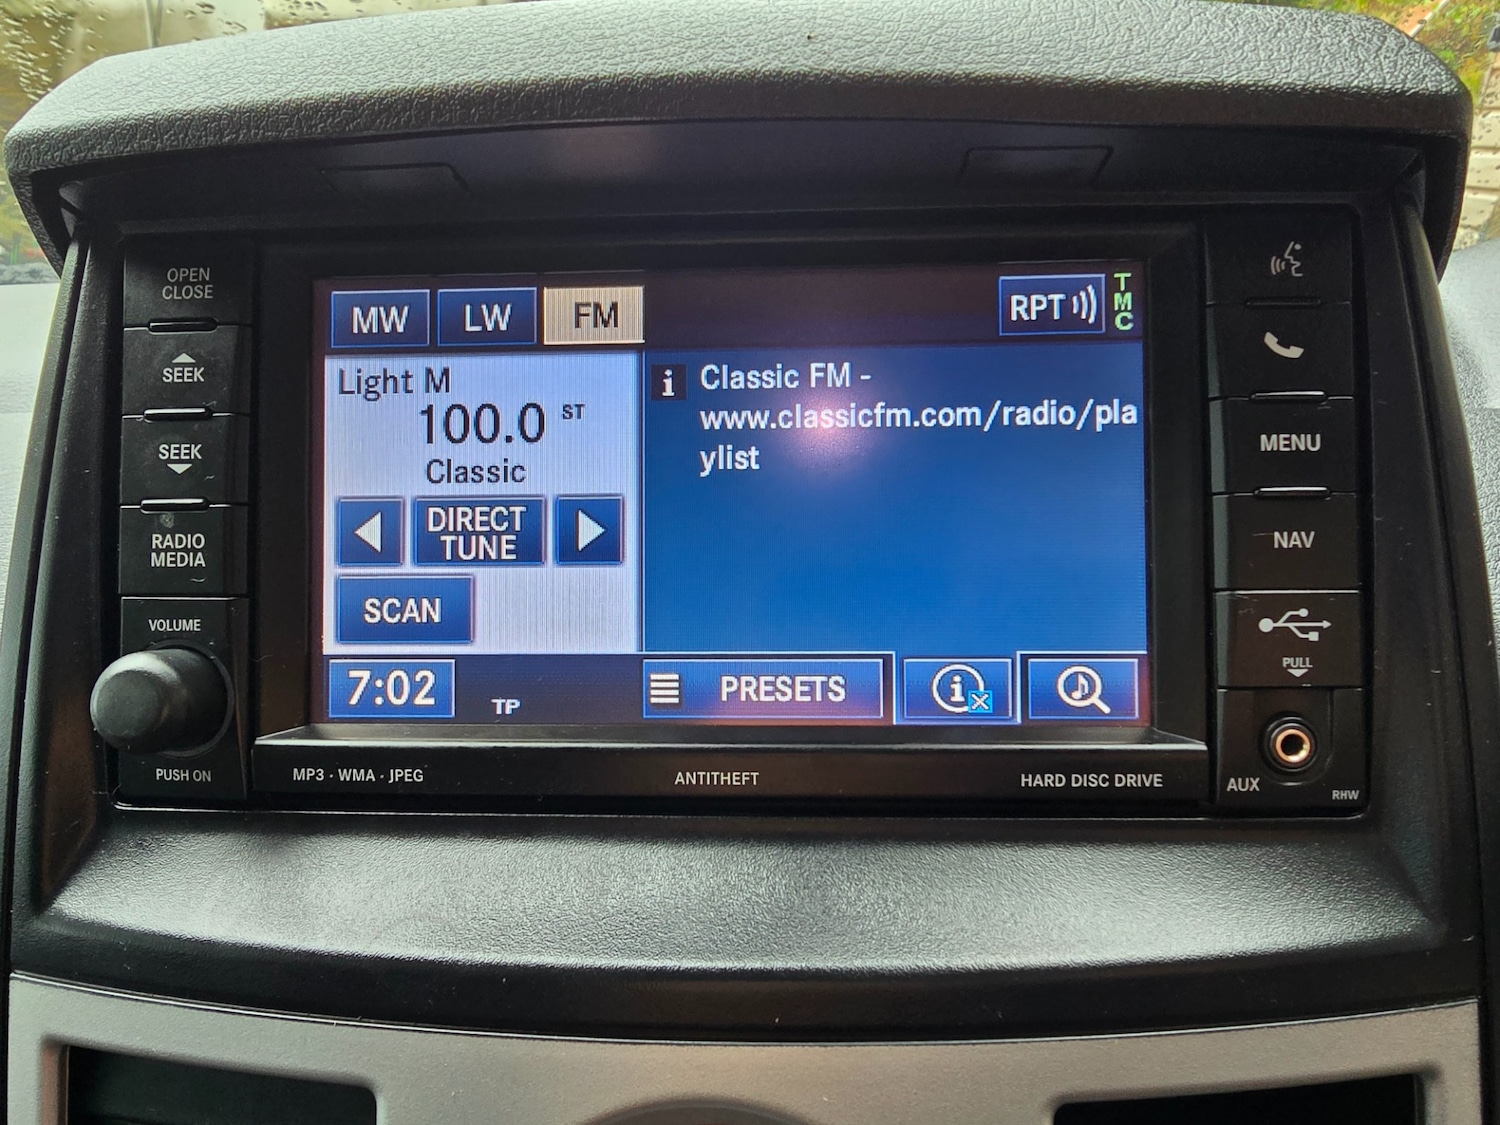 OPEN
CLOSE
SEEK
SEEK
RADIO
MEDIA
VOLUME
PUSH ON
MW
LW
FM
RPT
TMC
Light M
100.0 ST
Classic
DIRECT
TUNE
SCAN
i
Classic FM -
www.classicfm.com/radio/pla
ylist
7:02
TP
PRESETS
i
MP3 · WMA · JPEG
ANTITHEFT
HARD DISC DRIVE
MENU
NAV
PULL
AUX
RHW